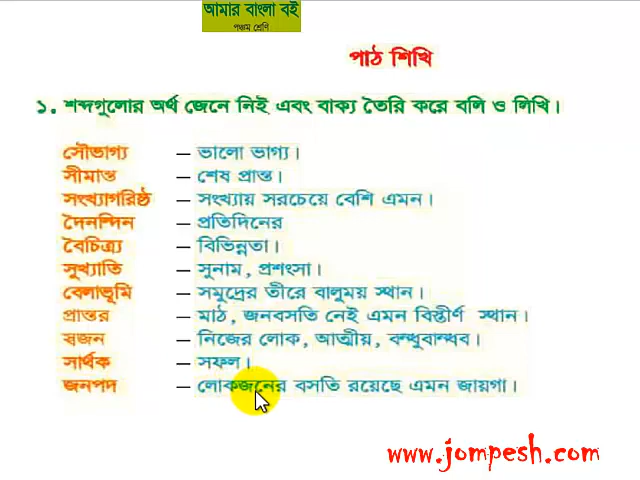 আমার বাংলা বই
পঞ্চম শ্রেণি
পাঠ শিখি
১. শব্দগুলোর অর্থ জেনে নিই এবং বাক্য তৈরি করে বলি ও লিখি।
সৌভাগ্য – ভালো ভাগ্য।
সীমান্ত – শেষ প্রান্ত।
সংখ্যাগরিষ্ঠ – সংখ্যায় সরচেয়ে বেশি এমন।
দৈনন্দিন – প্রতিদিনের
বৈচিত্র্য – বিভিন্নতা।
সুখ্যাতি – সুনাম, প্রশংসা।
বেলাভূমি – সমুদ্রের তীরে বালুময় স্থান।
প্রান্তর – মাঠ, জনবসতি নেই এমন বিস্তীর্ণ স্থান।
স্বজন – নিজের লোক, আত্মীয়, বন্ধুবান্ধব।
সার্থক – সফল।
জনপদ – লোকজনের বসতি রয়েছে এমন জায়গা।
www.jompesh.com